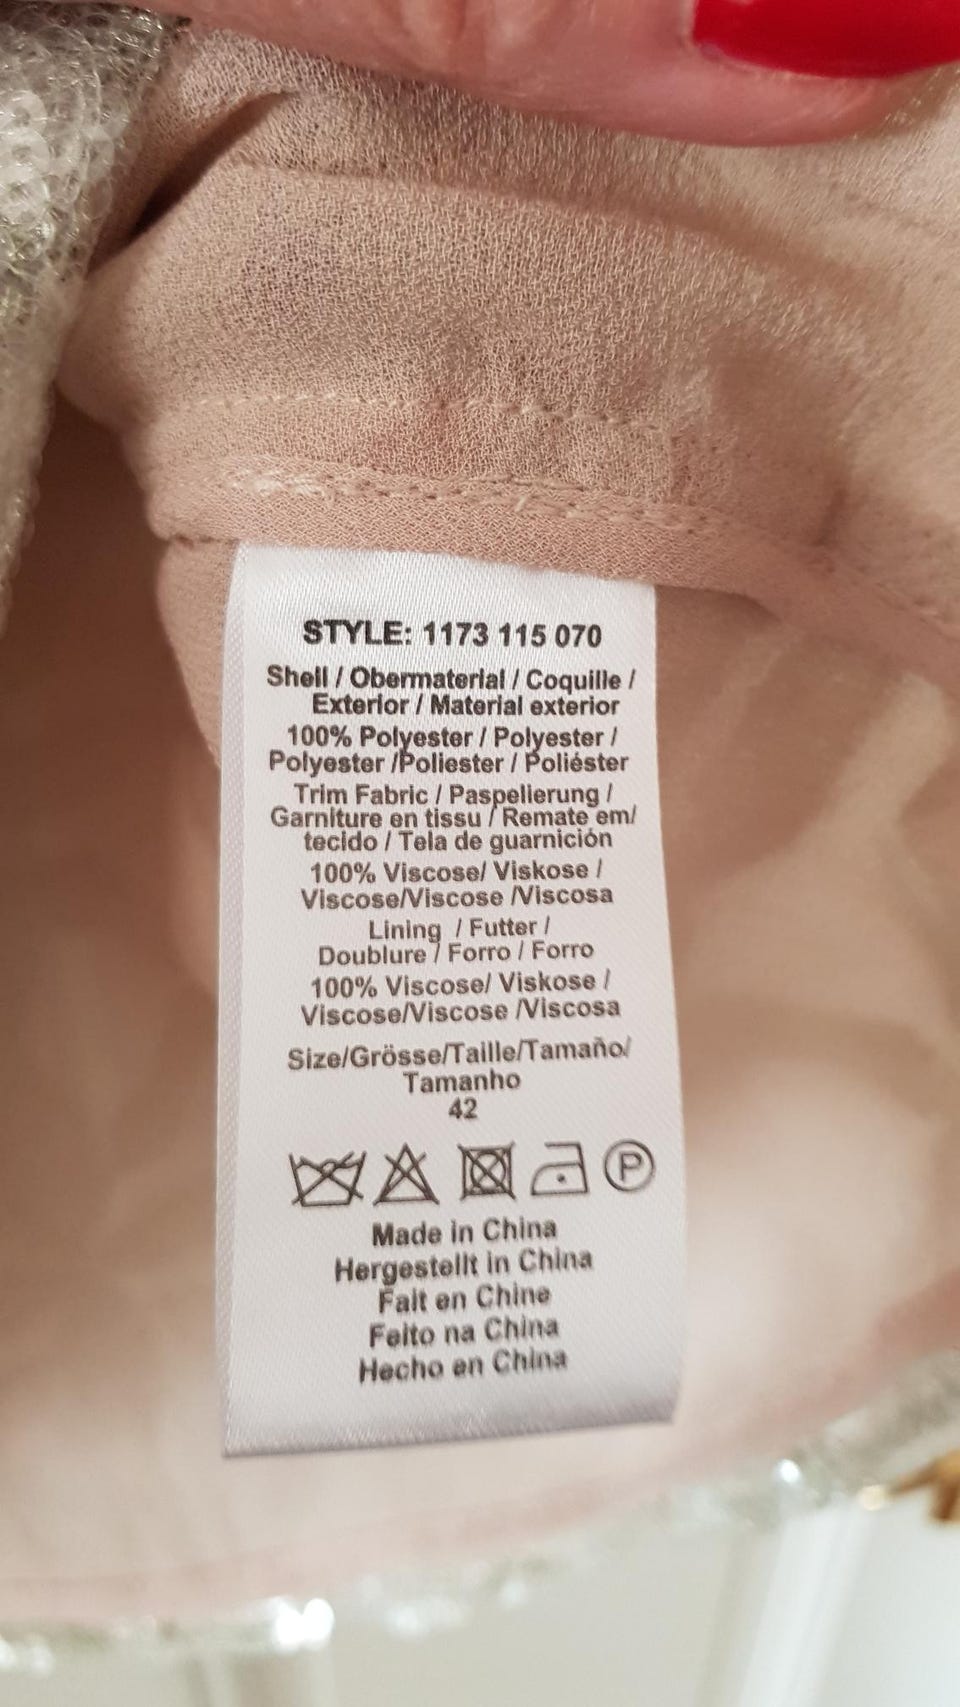 STYLE: 1173 115 070
Shell / Obermaterial / Coquille /
Exterior / Material exterior
100% Polyester / Polyester /
Polyester /Poliester / Poliéster
Trim Fabric / Paspelierung /
Garniture en tissu / Remate em/
tecido / Tela de guarnición
100% Viscose/ Viskose /
Viscose/Viscose /Viscosa
Lining / Futter /
Doublure / Forro / Forro
100% Viscose/ Viskose /
Viscose/Viscose /Viscosa
Size/Grösse/Taille/Tamaño/
Tamanho
42
P
Made in China
Hergestellt in China
Fait en Chine
Feito na China
Hecho en China